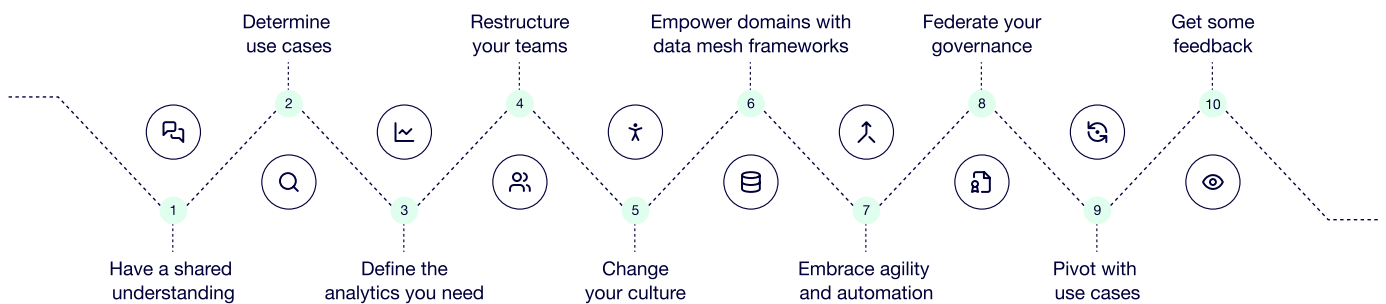 Determine
use cases
Restructure
your teams
Empower domains with
data mesh frameworks
Federate your
governance
Get some
feedback
2
4
6
8
10
1
3
5
7
9
Have a shared
understanding
Define the
analytics you need
Change
your culture
Embrace agility
and automation
Pivot with
use cases